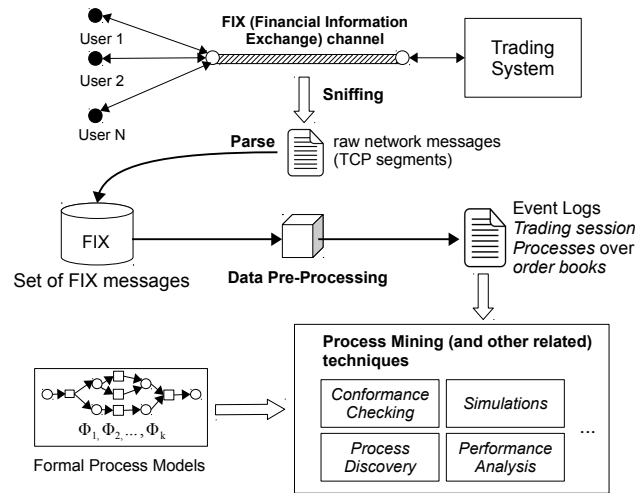 User 1
User 2
User N
FIX (Financial Information
Exchange) channel
Trading
System
Sniffing
Parse
raw network messages
(TCP segments)
FIX
Set of FIX messages
Data Pre-Processing
Event Logs
Trading session
Processes over
order books
Process Mining (and other related)
techniques
Conformance
Checking
Simulations
Process
Discovery
Performance
Analysis
...
Φ1, Φ2, ..., Φk
Formal Process Models